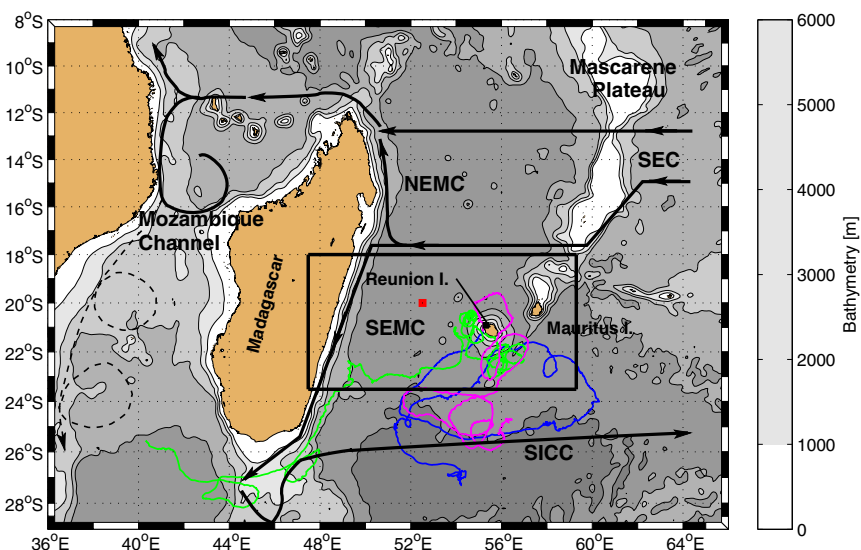 8°S
10°S
12°S
14°S
16°S
18°S
20°S
22°S
24°S
26°S
28°S
36°E
40°E
44°E
48°E
52°E
56°E
60°E
64°E
Mascarene
Plateau
SEC
NEMC
Mozambique
Channel
Madagascar
Reunion I.
SEMC
Mauritus I.
SICC
6000
5000
4000
3000
2000
1000
0
Bathymetry [m]